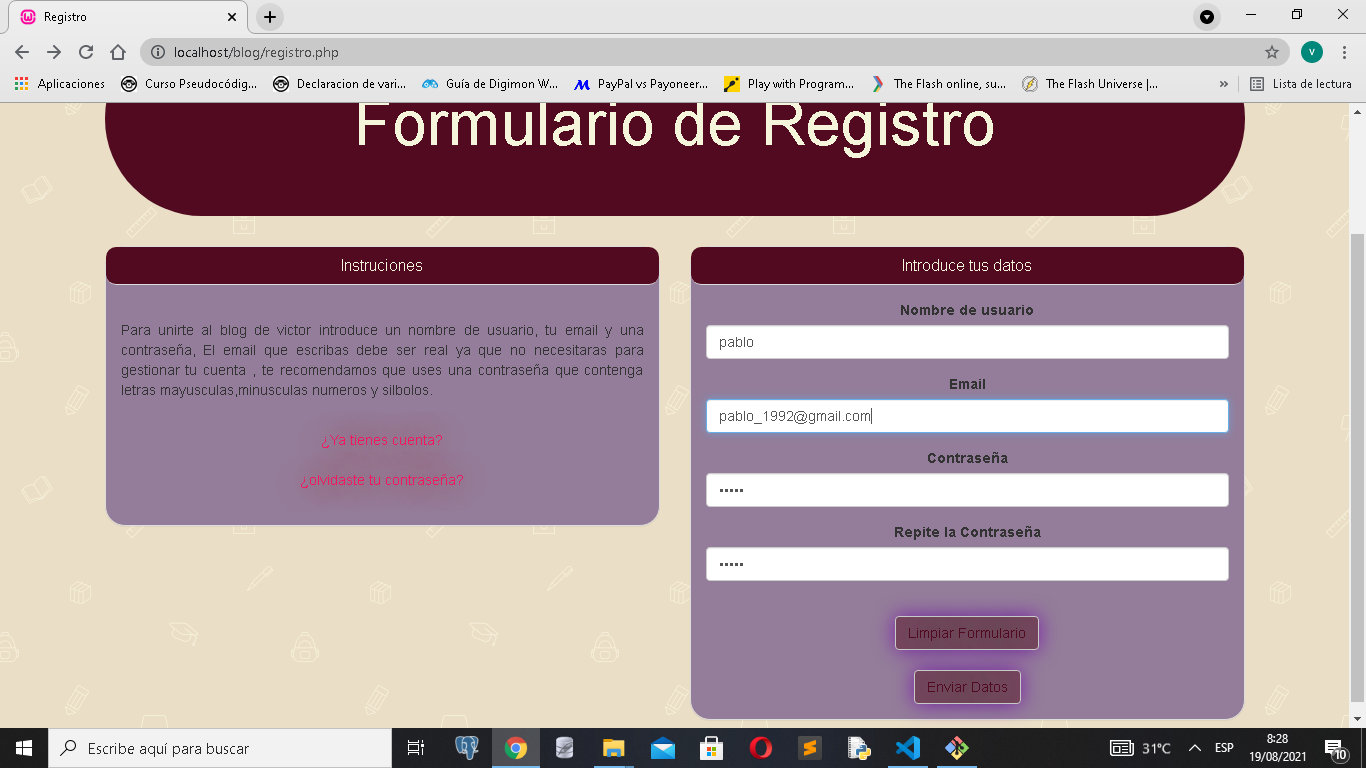 Registro
localhost/blog/registro.php
V
Aplicaciones
Curso Pseudocódig...
Declaracion de vari...
Guía de Digimon W...
PayPal vs Payoneer...
Play with Program...
The Flash online, su...
The Flash Universe |...
»
Lista de lectura
Formulario de Registro
Instruciones
Para unirte al blog de victor introduce un nombre de usuario, tu email y una
contraseña, El email que escribas debe ser real ya que no necesitaras para
gestionar tu cuenta , te recomendamos que uses una contraseña que contenga
letras mayusculas,minusculas numeros y silbolos.
¿Ya tienes cuenta?
¿olvidaste tu contraseña?
Introduce tus datos
Nombre de usuario
pablo
Email
pablo_1992@gmail.com
Contraseña
•••••
Repite la Contraseña
•••••
Limpiar Formulario
Enviar Datos
Escribe aquí para buscar
31°C
ESP
8:28
19/08/2021
10